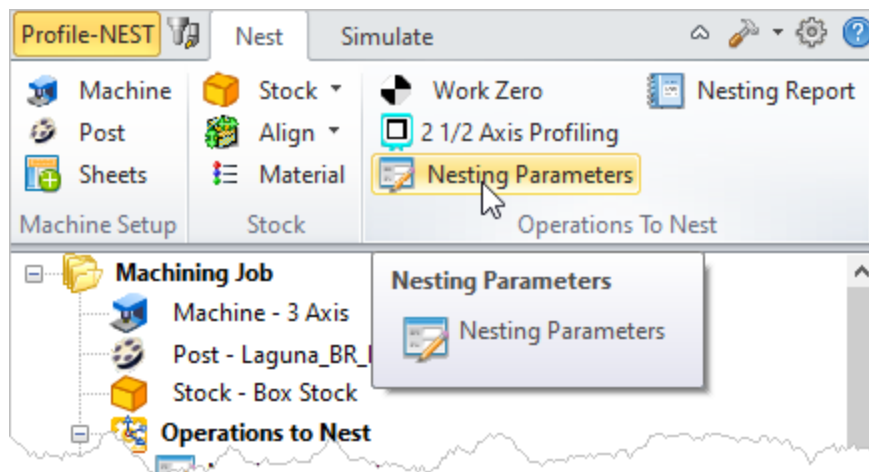 Profile-NEST Nest Simulate
Machine Stock Work Zero Nesting Report
Post Align 2 1/2 Axis Profiling
Sheets Material Nesting Parameters
Machine Setup Stock Operations To Nest
Machining Job
Nesting Parameters
Machine - 3 Axis
Nesting Parameters
Post - Laguna_BR_
Stock - Box Stock
Operations to Nest